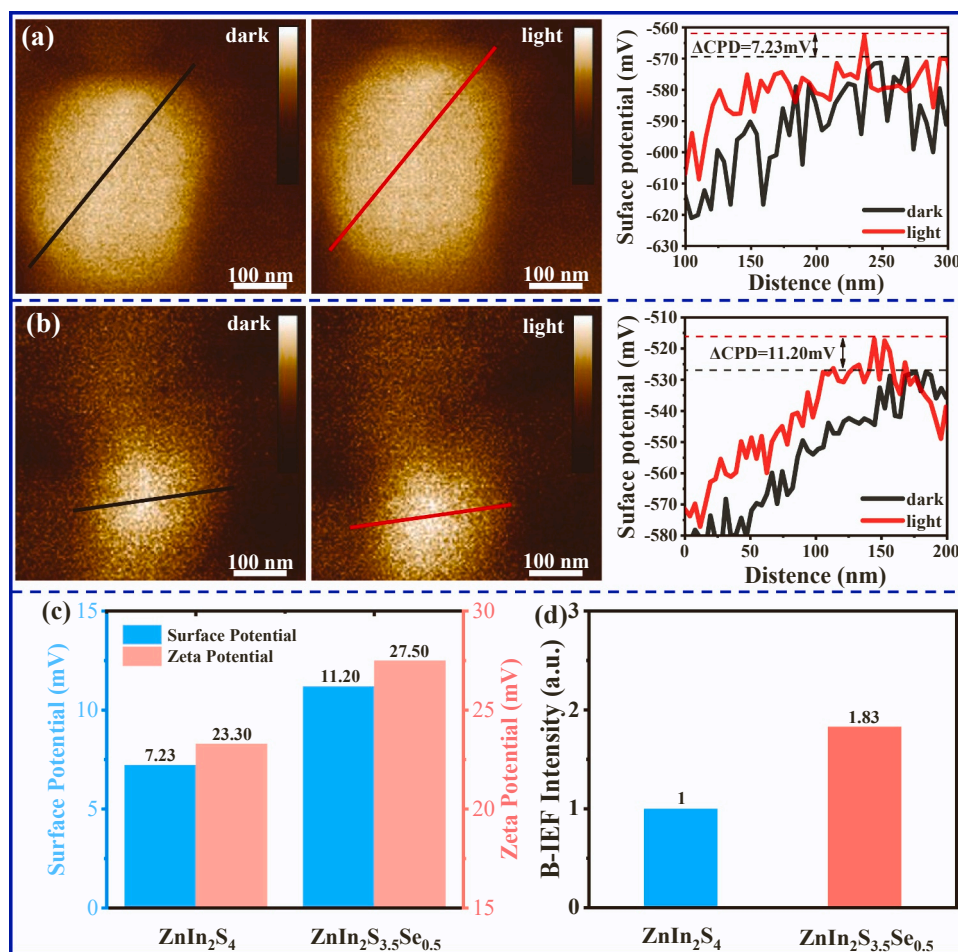 (a)
dark
100 nm
light
100 nm
Suface potential (mV)
-560
-570
-580
-590
-600
-610
-620
-630
ΔCPD=7.23mV
dark
light
100 150 200 250 300
Distence (nm)
(b)
dark
100 nm
light
100 nm
Suface potential (mV)
-510
-520
-530
-540
-550
-560
-570
-580
ΔCPD=11.20mV
dark
light
0 50 100 150 200
Distence (nm)
(c)
Surface Potential (mV)
15
10
5
0
Surface Potential
Zeta Potential
7.23
23.30
11.20
27.50
30
25
20
15
Zeta Potential (mV)
ZnIn₂S₄ ZnIn₂S₃.₅Se₀.₅
(d)
B-IEF Intensity (a.u.)
3
2
1
0
1
1.83
ZnIn₂S₄ ZnIn₂S₃.₅Se₀.₅